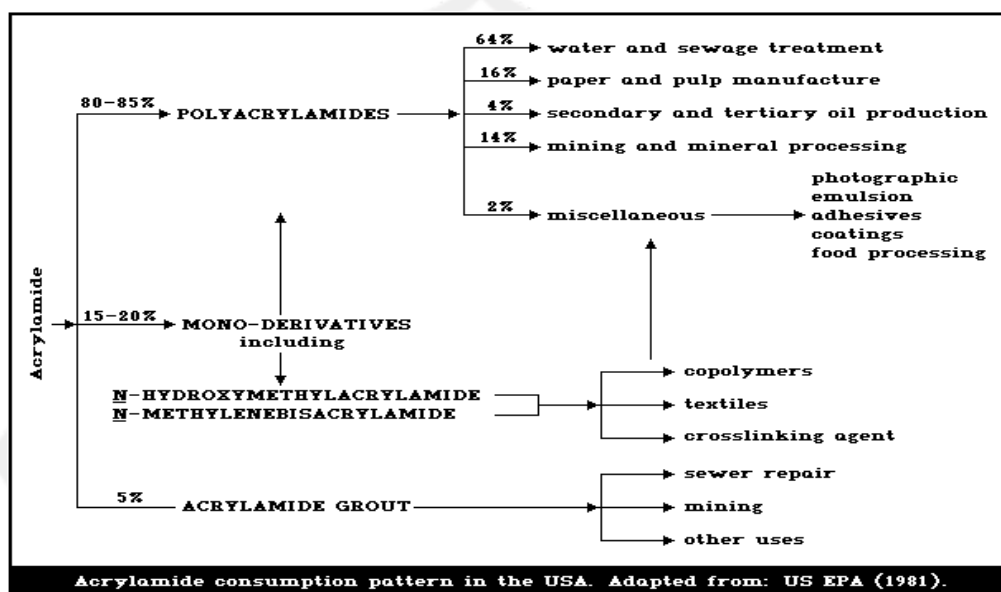 64%
water and sewage treatment
16%
paper and pulp manufacture
80-85%
POLYACRYLAMIDES
4%
secondary and tertiary oil production
14%
mining and mineral processing
2%
miscellaneous
photographic
emulsion
adhesives
coatings
food processing
Acrylamide
15-20%
MONO-DERIVATIVES
including
N-HYDROXYMETHYLACRYLAMIDE
N-METHYLENEBISACRYLAMIDE
copolymers
textiles
crosslinking agent
5%
ACRYLAMIDE GROUT
sewer repair
mining
other uses
Acrylamide consumption pattern in the USA. Adapted from: US EPA (1981).